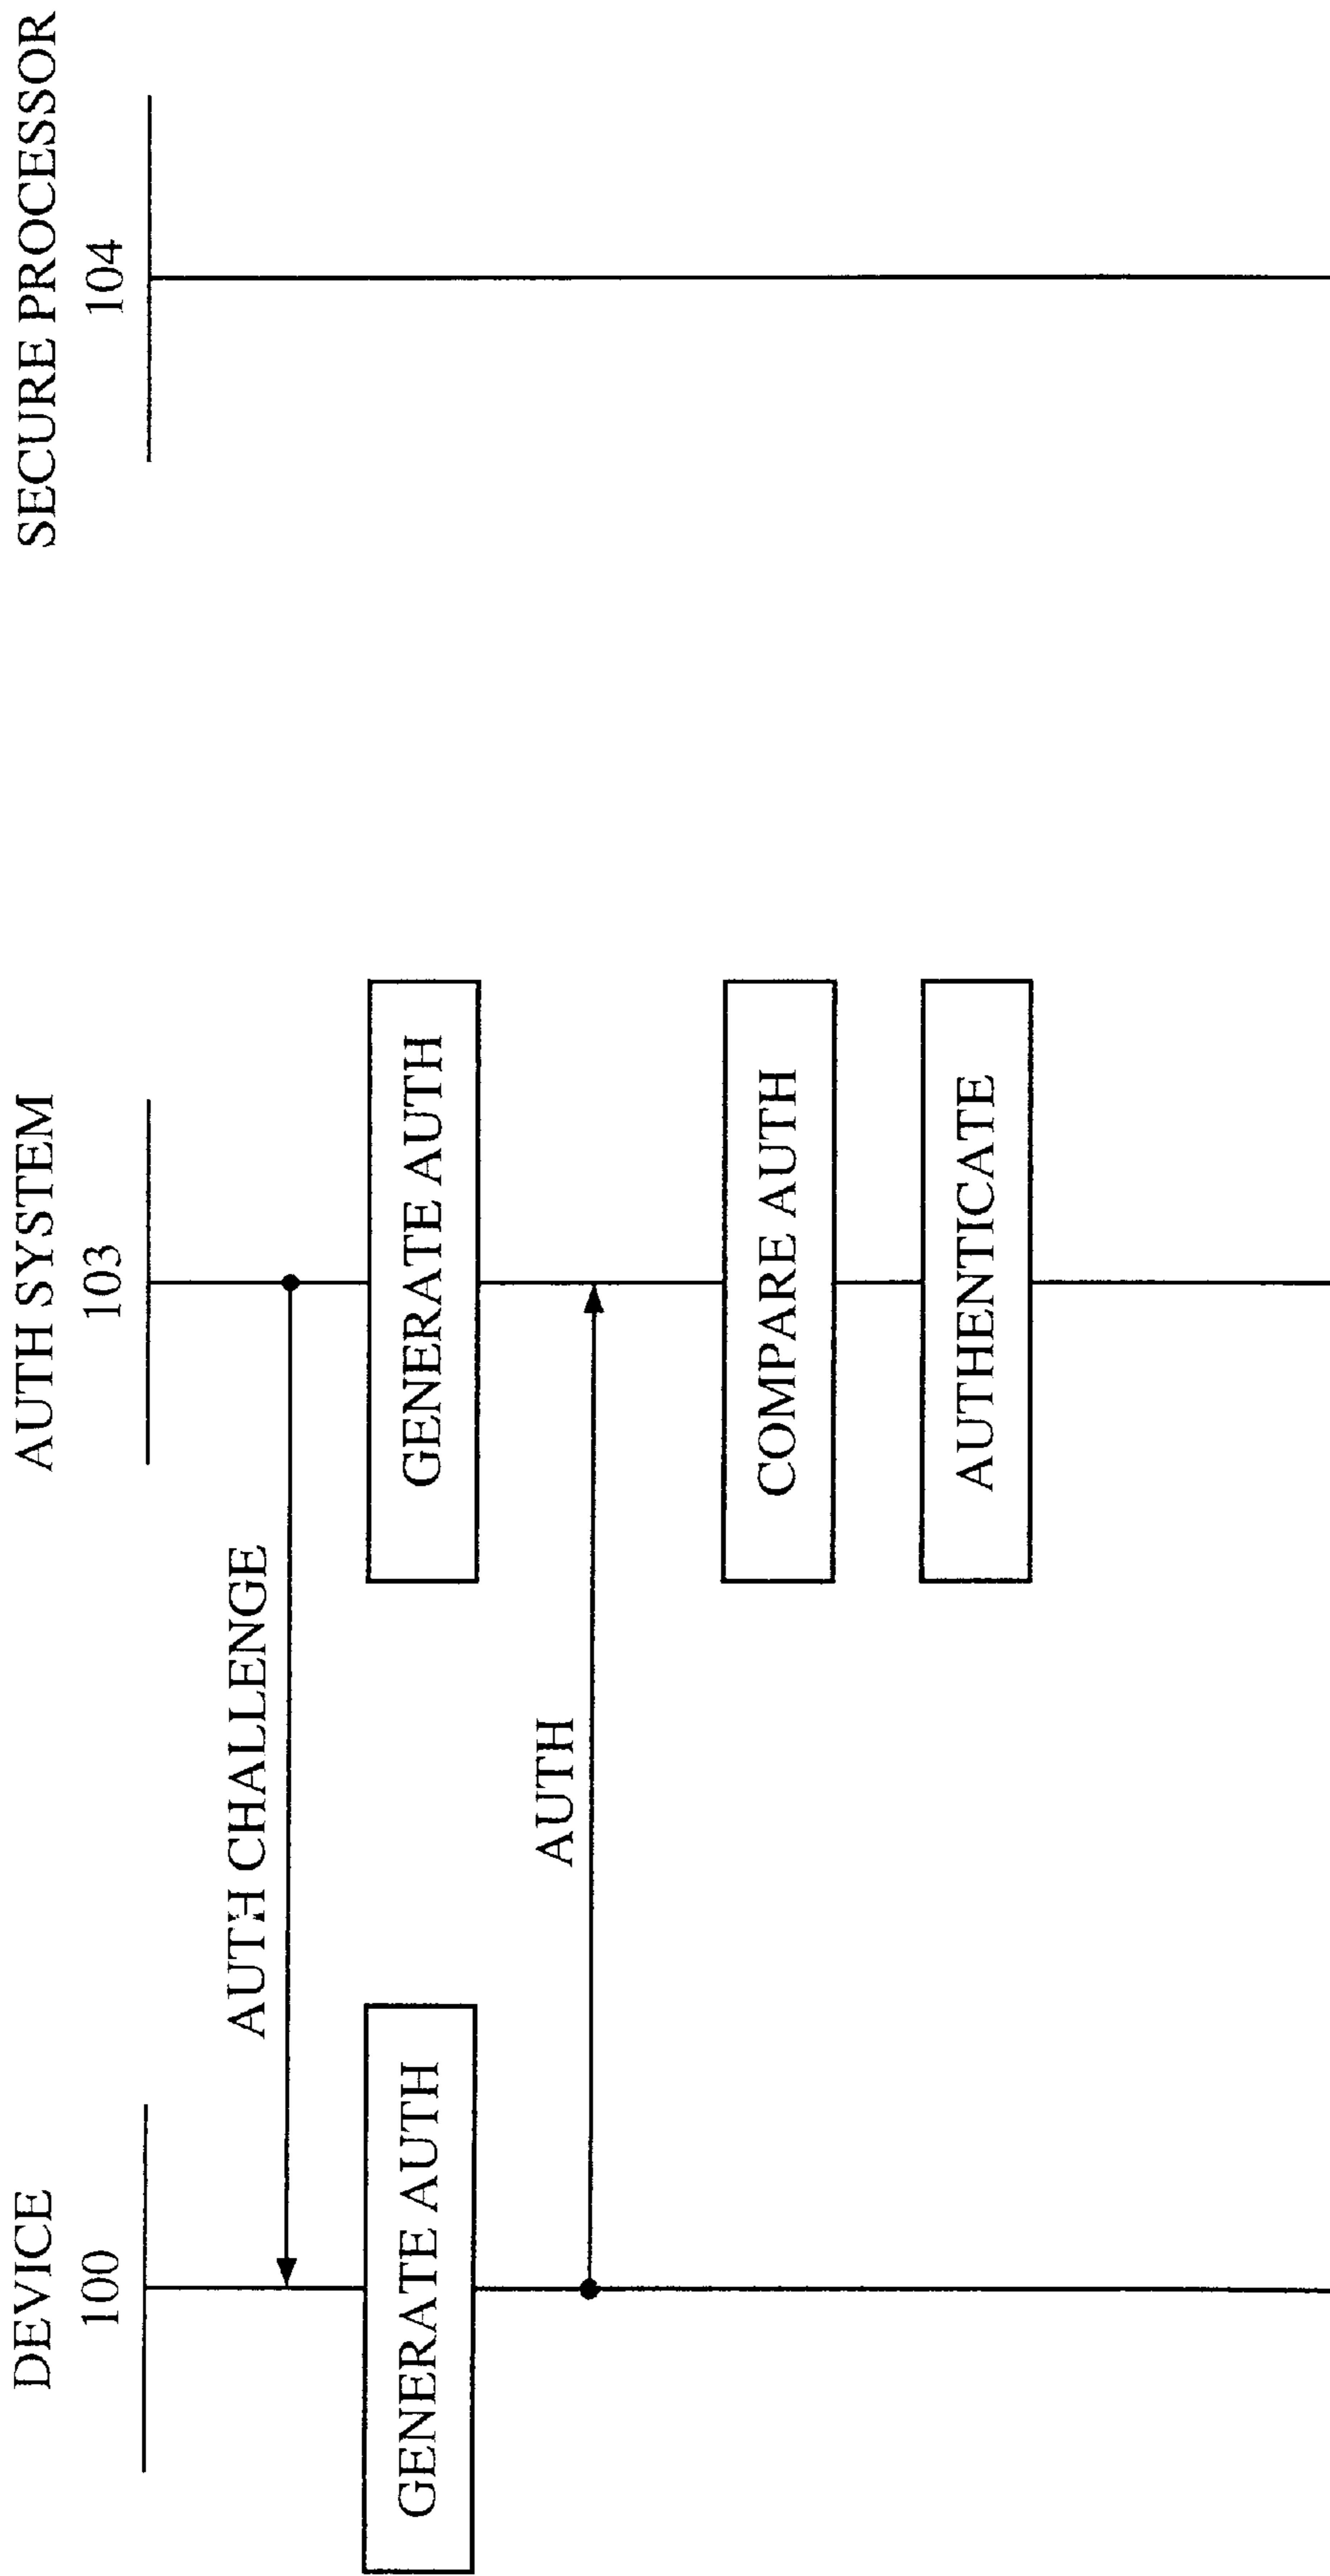 DEVICE
100
AUTH SYSTEM
103
SECURE PROCESSOR
104
AUTH CHALLENGE
GENERATE AUTH
GENERATE AUTH
AUTH
COMPARE AUTH
AUTHENTICATE